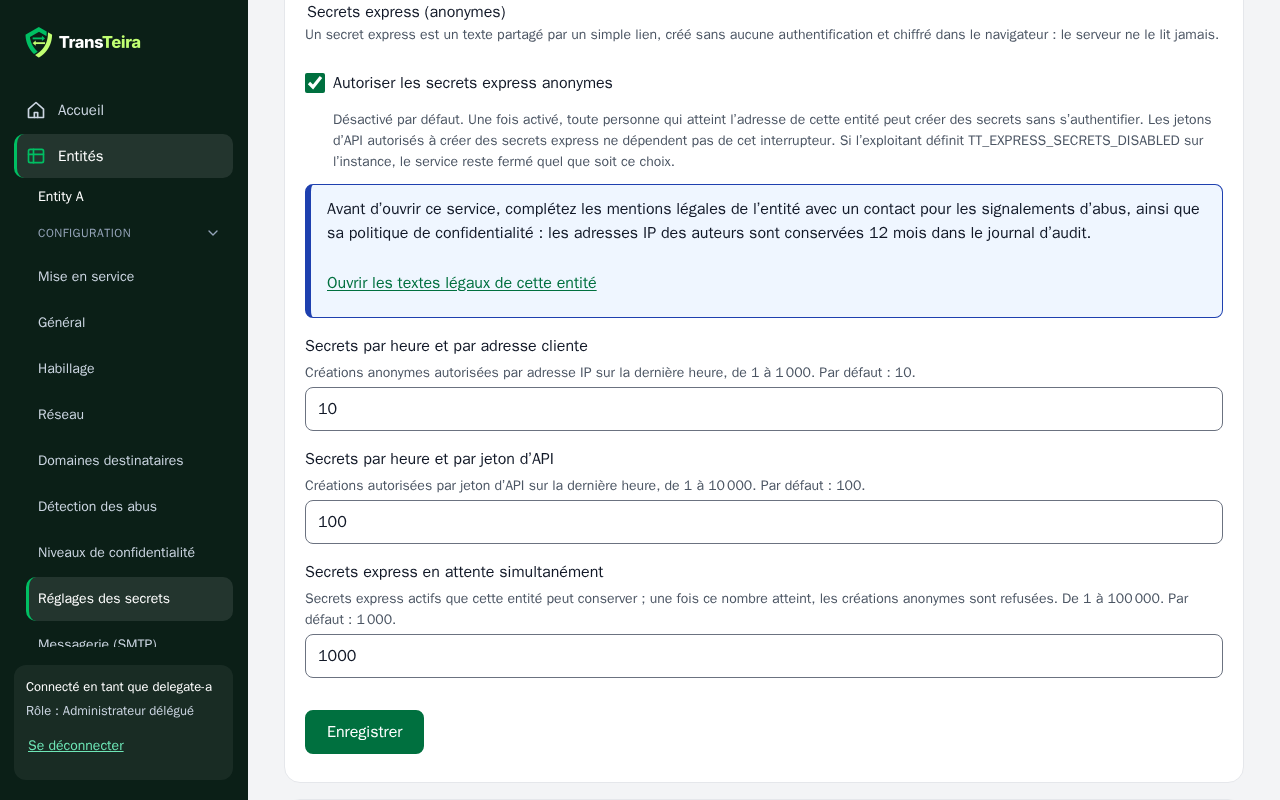 TransTeira
Accueil
Entités
Entity A
CONFIGURATION
Mise en service
Général
Habillage
Réseau
Domaines destinataires
Détection des abus
Niveaux de confidentialité
Réglages des secrets
Messagerie (SMTP)
Connecté en tant que delegate-a
Rôle : Administrateur délégué
Se déconnecter
Secrets express (anonymes)
Un secret express est un texte partagé par un simple lien, créé sans aucune authentification et chiffré dans le navigateur : le serveur ne le lit jamais.
Autoriser les secrets express anonymes
Désactivé par défaut. Une fois activé, toute personne qui atteint l'adresse de cette entité peut créer des secrets sans s'authentifier. Les jetons
d'API autorisés à créer des secrets express ne dépendent pas de cet interrupteur. Si l'exploitant définit TT_EXPRESS_SECRETS_DISABLED sur
l'instance, le service reste fermé quel que soit ce choix.
Avant d'ouvrir ce service, complétez les mentions légales de l'entité avec un contact pour les signalements d'abus, ainsi que
sa politique de confidentialité : les adresses IP des auteurs sont conservées 12 mois dans le journal d'audit.
Ouvrir les textes légaux de cette entité
Secrets par heure et par adresse cliente
Créations anonymes autorisées par adresse IP sur la dernière heure, de 1 à 1 000. Par défaut : 10.
10
Secrets par heure et par jeton d'API
Créations autorisées par jeton d'API sur la dernière heure, de 1 à 10 000. Par défaut : 100.
100
Secrets express en attente simultanément
Secrets express actifs que cette entité peut conserver ; une fois ce nombre atteint, les créations anonymes sont refusées. De 1 à 100 000. Par
défaut : 1 000.
1000
Enregistrer